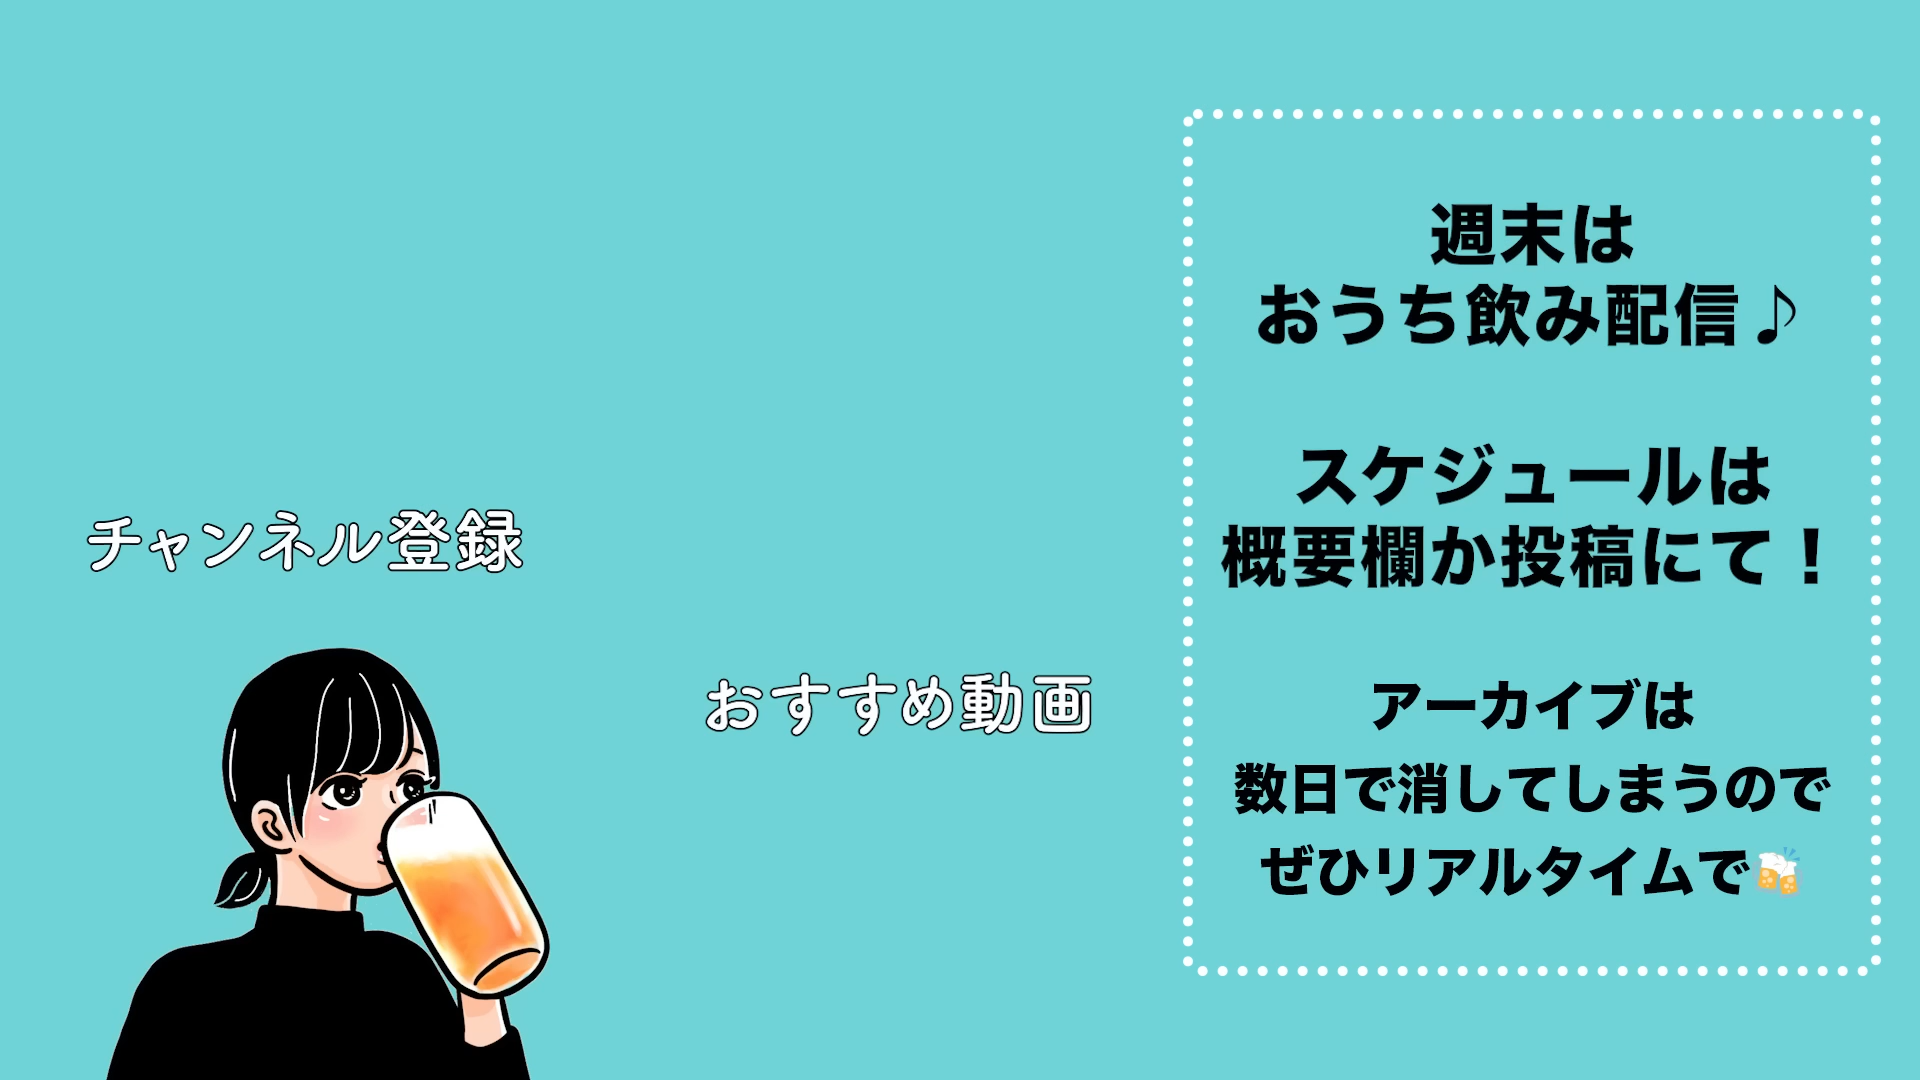 チャンネル登録
おすすめ動画
週末は
おうち飲み配信♪
スケジュールは
概要欄か投稿にて！
アーカイブは
数日で消してしまうので
ぜひリアルタイムで🍻